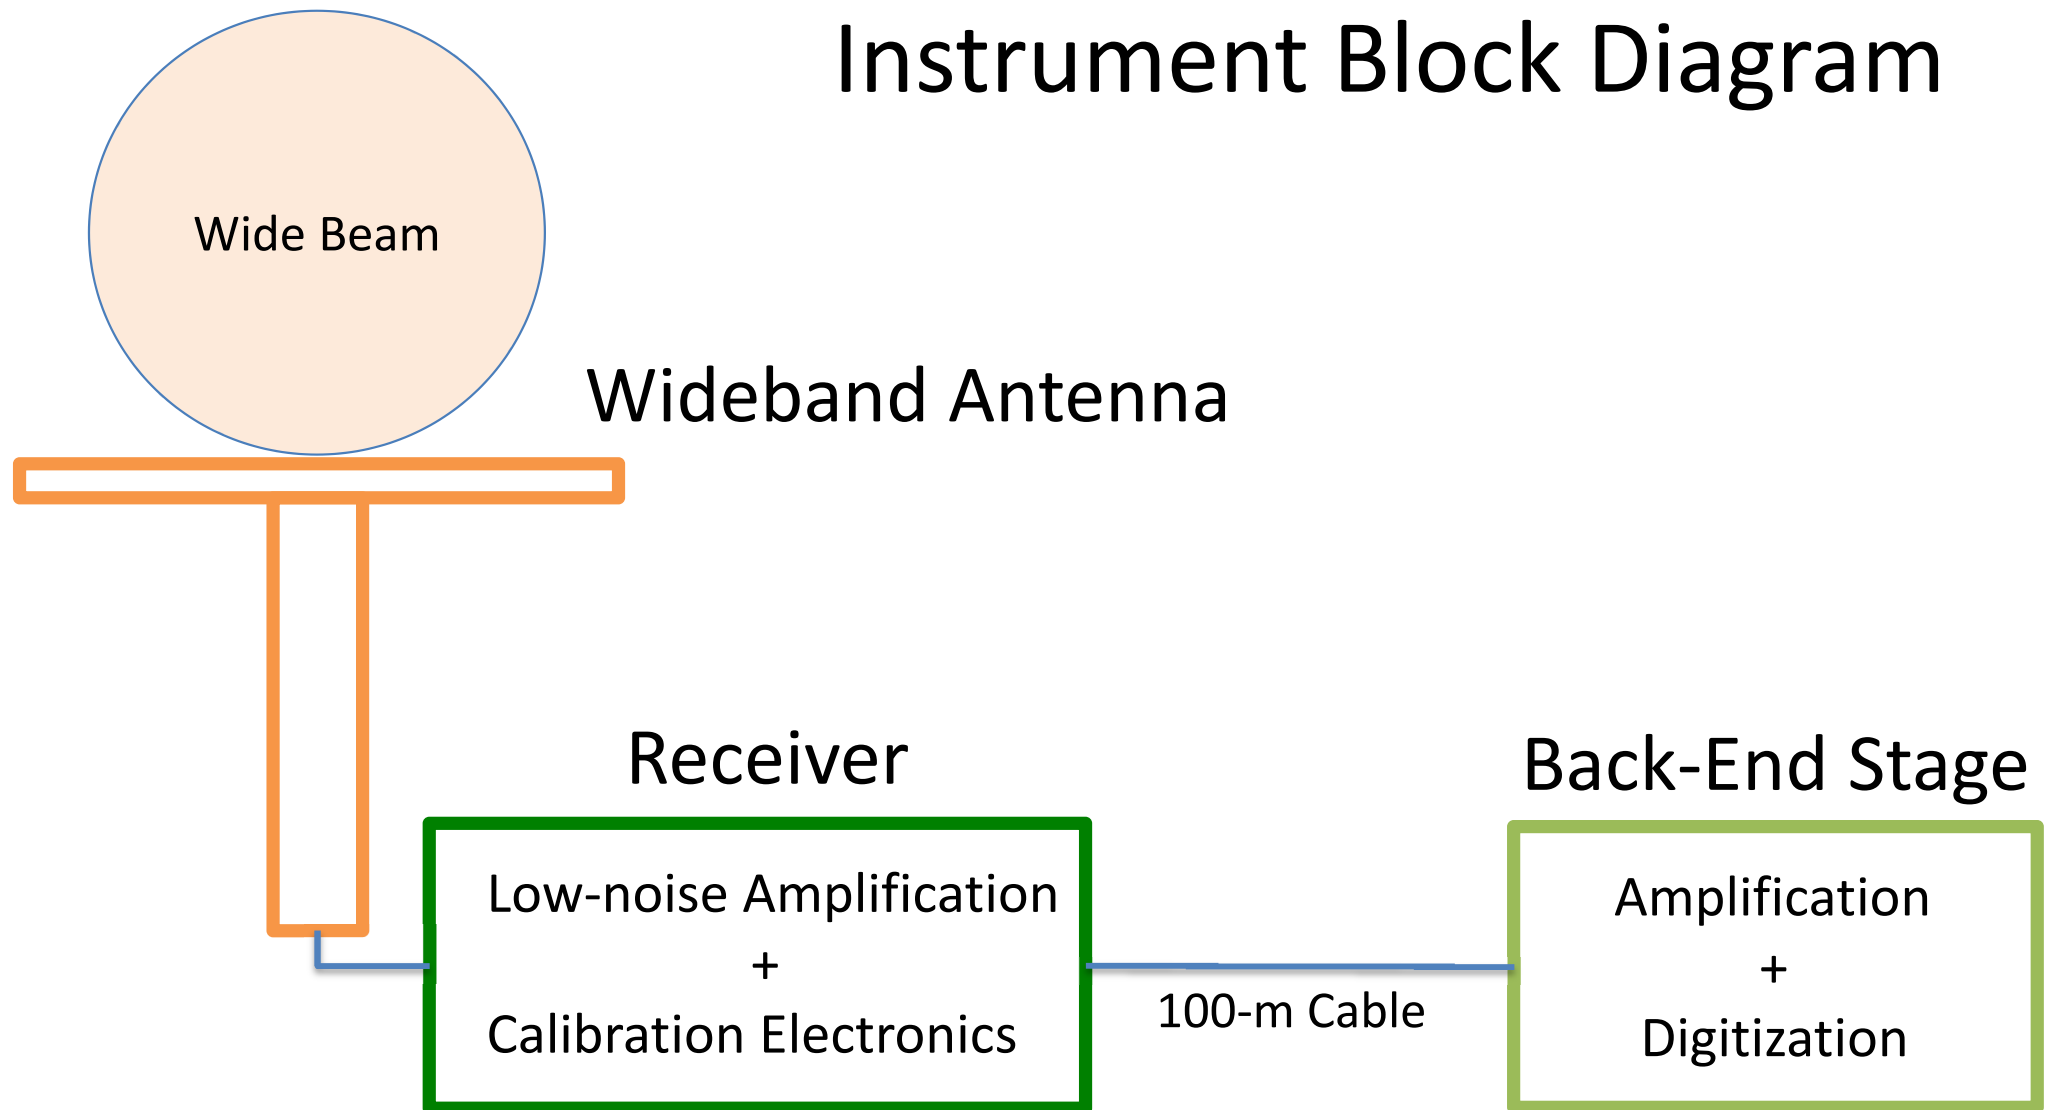 Instrument Block Diagram
Wide Beam
Wideband Antenna
Receiver
Low-noise Amplification
+
Calibration Electronics
100-m Cable
Back-End Stage
Amplification
+
Digitization